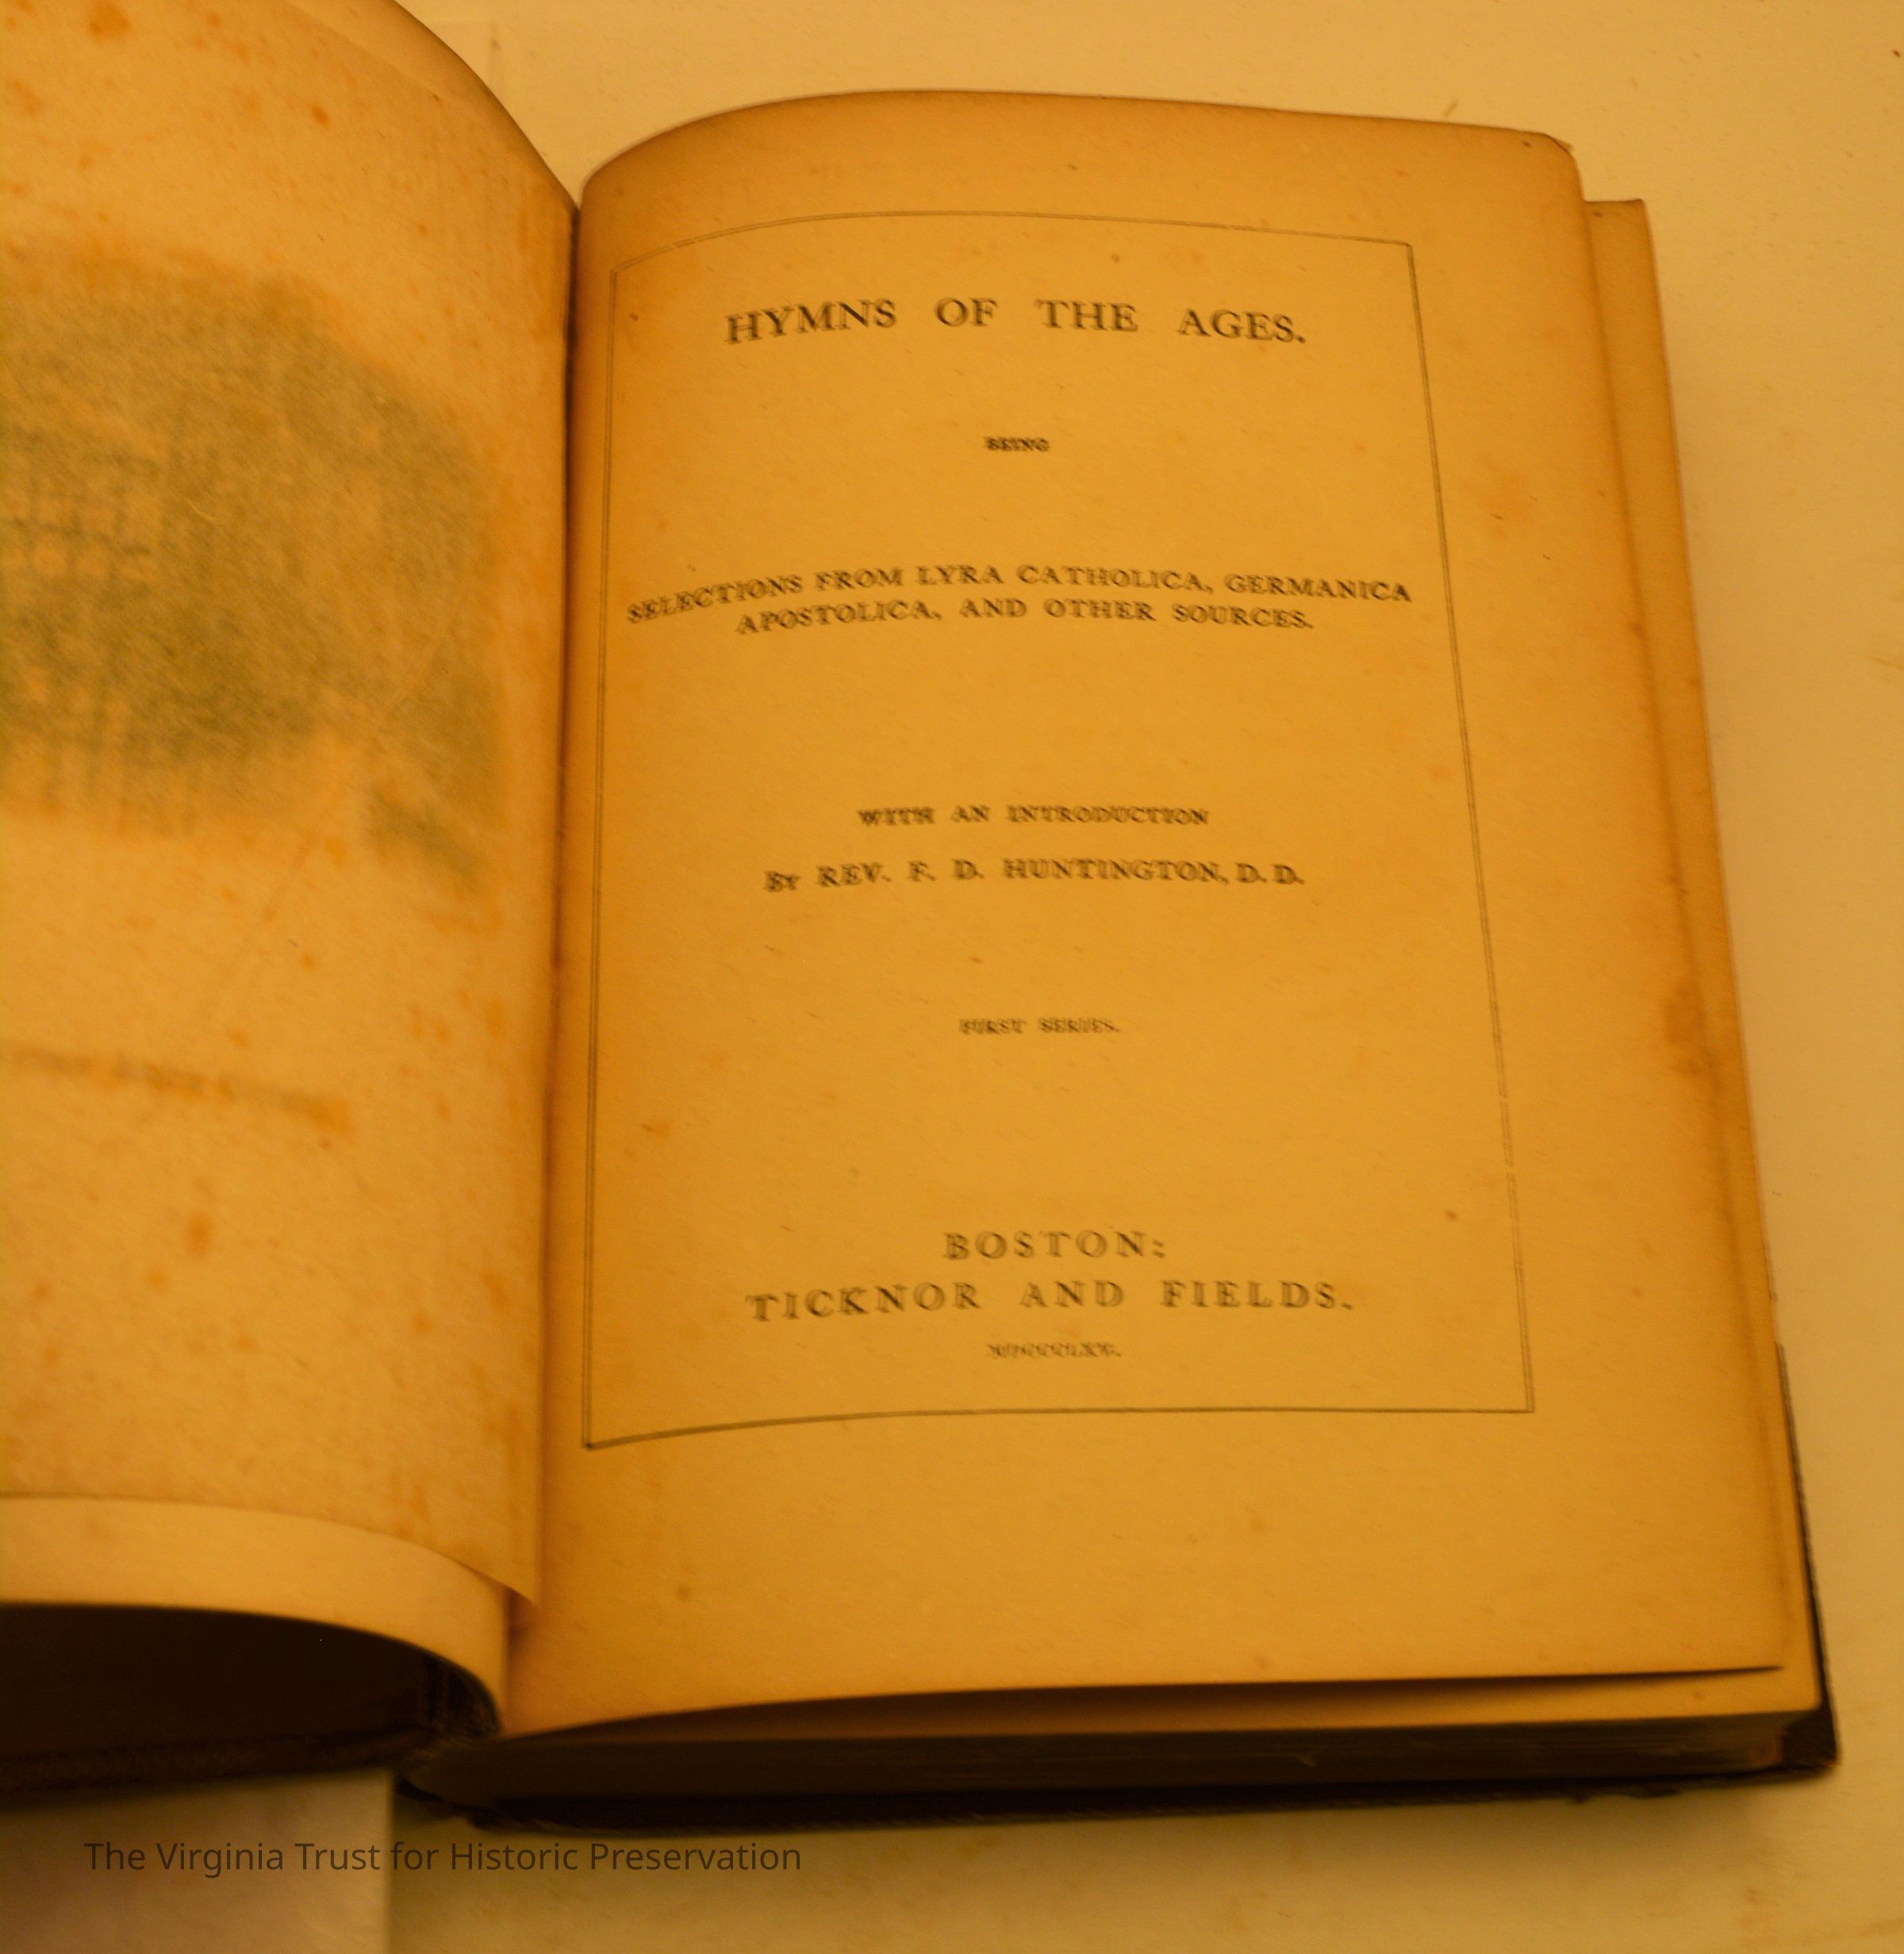 HYMNS OF THE AGES.
BEING
SELECTIONS FROM LYRA CATHOLICA, GERMANICA
APOSTOLICA, AND OTHER SOURCES.
WITH AN INTRODUCTION
BY REV. F. D. HUNTINGTON, D. D.
FIRST SERIES.
BOSTON:
TICKNOR AND FIELDS.
The Virginia Trust for Historic Preservation